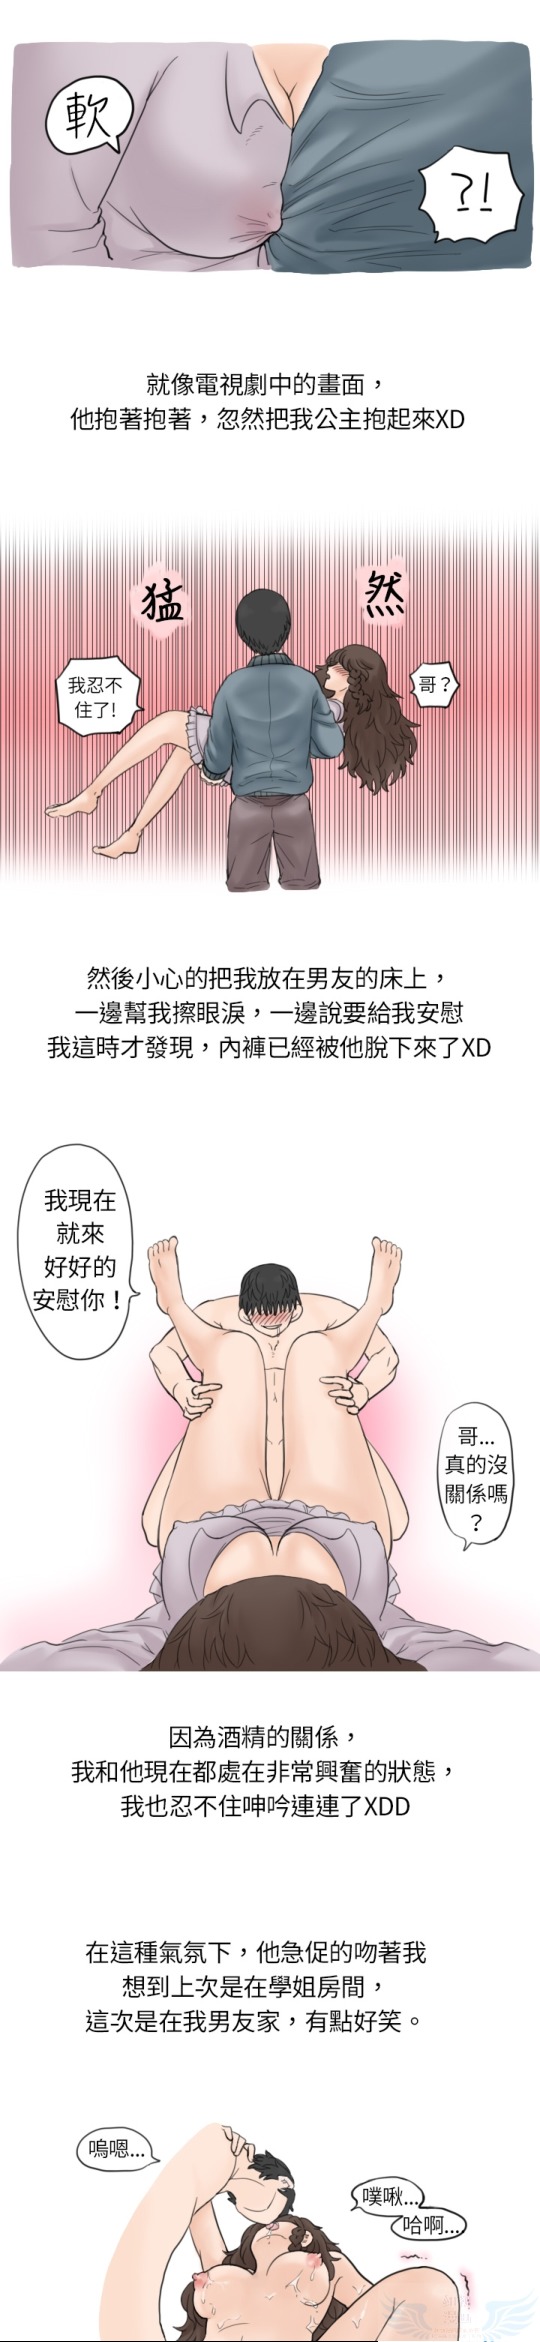 軟
?!
就像電視劇中的畫面，
他抱著抱著，忽然把我公主抱起來XD
猛
然
我忍不
住了!
哥？
然後小心的把我放在男友的床上，
一邊幫我擦眼淚，一邊說要給我安慰
我這時才發現，內褲已經被他脫下來了XD
我現在
就來
好好的
安慰你！
哥...
真的沒
關係嗎
？
因為酒精的關係，
我和他現在都處在非常興奮的狀態，
我也忍不住呻吟連連了XDD
在這種氣氛下，他急促的吻著我
想到上次是在學姐房間，
這次是在我男友家，有點好笑。
嗚嗯...
噗啾...
哈啊...